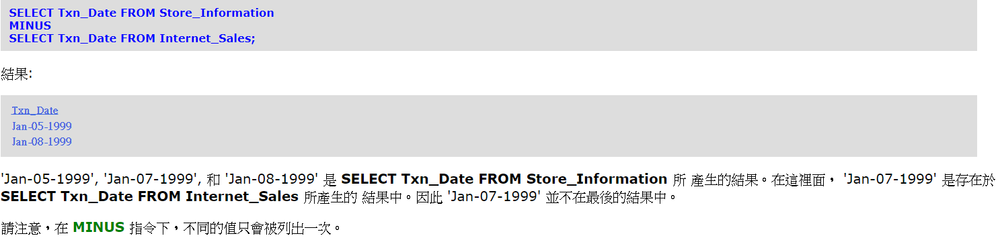 SELECT Txn_Date FROM Store_Information
MINUS
SELECT Txn_Date FROM Internet_Sales;
結果:
Txn_Date
Jan-05-1999
Jan-08-1999
'Jan-05-1999', 'Jan-07-1999', 和 'Jan-08-1999' 是 SELECT Txn_Date FROM Store_Information 所 產生的結果。在這裡面， 'Jan-07-1999' 是存在於
SELECT Txn_Date FROM Internet_Sales 所產生的 結果中。因此 'Jan-07-1999' 並不在最後的結果中。
請注意，在 MINUS 指令下，不同的值只會被列出一次。